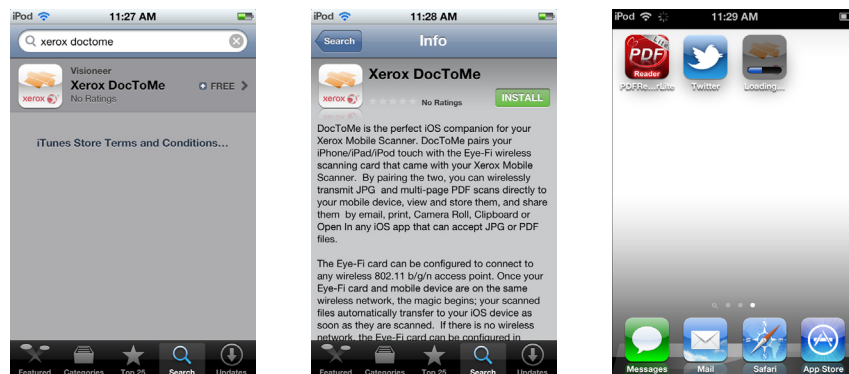 iPod 11:27 AM
xerox doctome
Visioneer
Xerox DocToMe
FREE
No Ratings
xerox
iTunes Store Terms and Conditions...
Featured Categories Top 25 Search Updates
iPod 11:28 AM
Search Info
Xerox DocToMe
xerox
No Ratings INSTALL
DocToMe is the perfect iOS companion for your
Xerox Mobile Scanner. DocToMe pairs your
iPhone/iPad/iPod touch with the Eye-Fi wireless
scanning card that came with your Xerox Mobile
Scanner. By pairing the two, you can wirelessly
transmit JPG and multi-page PDF scans directly to
your mobile device, view and store them, and share
them by email, print, Camera Roll, Clipboard or
Open In any iOS app that can accept JPG or PDF
files.
The Eye-Fi card can be configured to connect to
any wireless 802.11 b/g/n access point. Once your
Eye-Fi card and mobile device are on the same
wireless network, the magic begins; your scanned
files automatically transfer to your iOS device as
soon as they are scanned. If there is no wireless
network, the Eye-Fi card can be configured in
Featured Categories Top 25 Search Updates
iPod 11:29 AM
Lite
PDF
Reader
PDFRe...rLite Twitter Loading...
Messages Mail Safari App Store